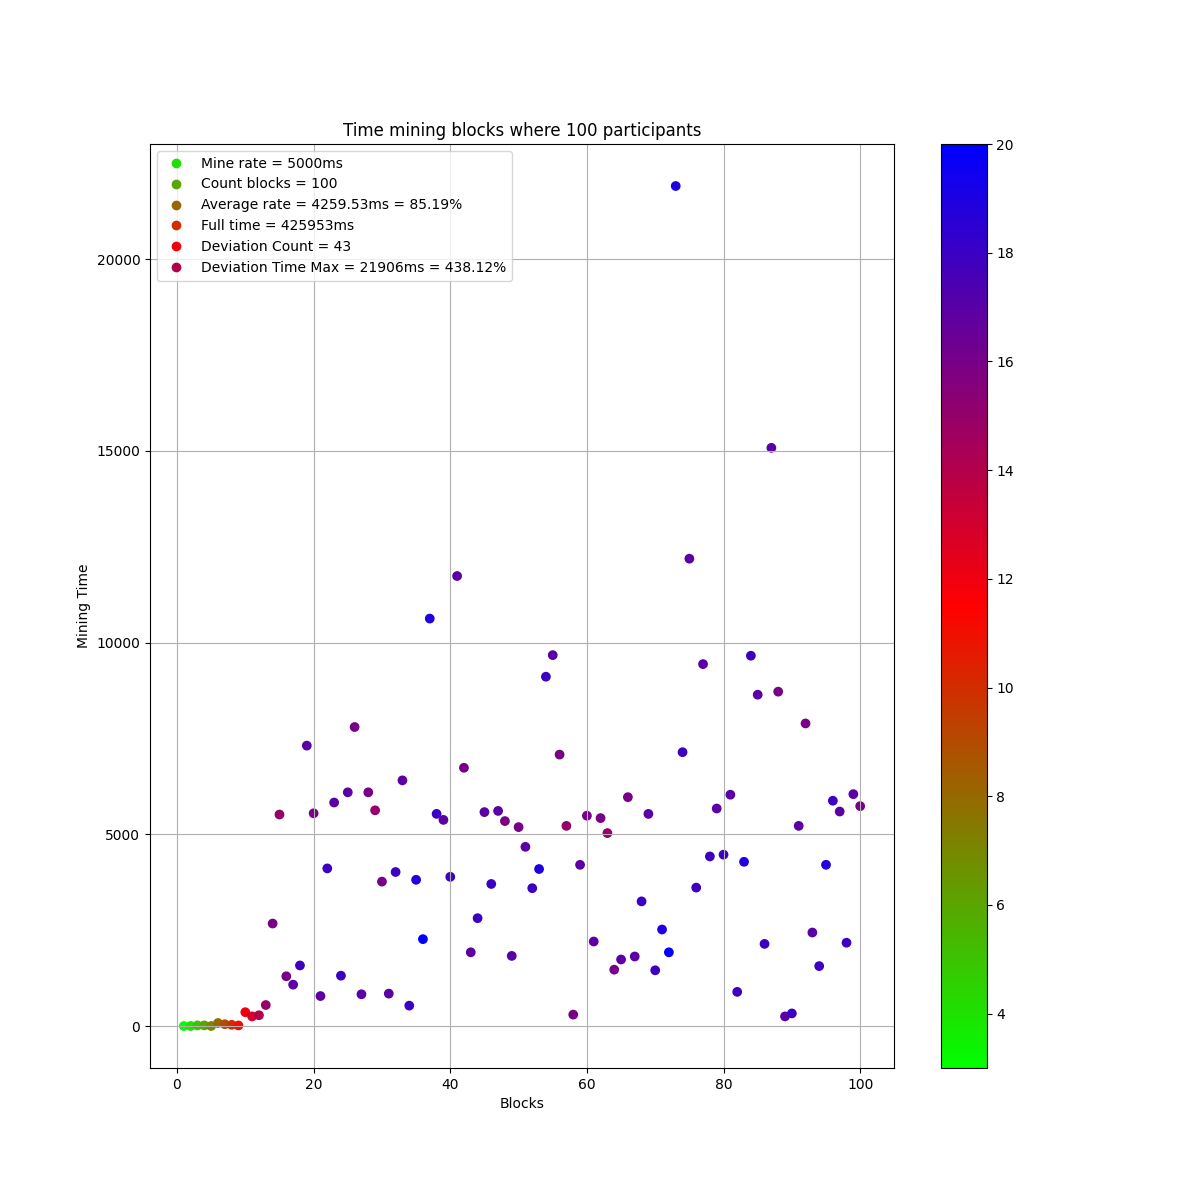 Time mining blocks where 100 participants
Mine rate = 5000ms
Count blocks = 100
Average rate = 4259.53ms = 85.19%
Full time = 425953ms
Deviation Count = 43
Deviation Time Max = 21906ms = 438.12%
20000
15000
10000
5000
0
Mining Time
0 20 40 60 80 100
Blocks
20
18
16
14
12
10
8
6
4